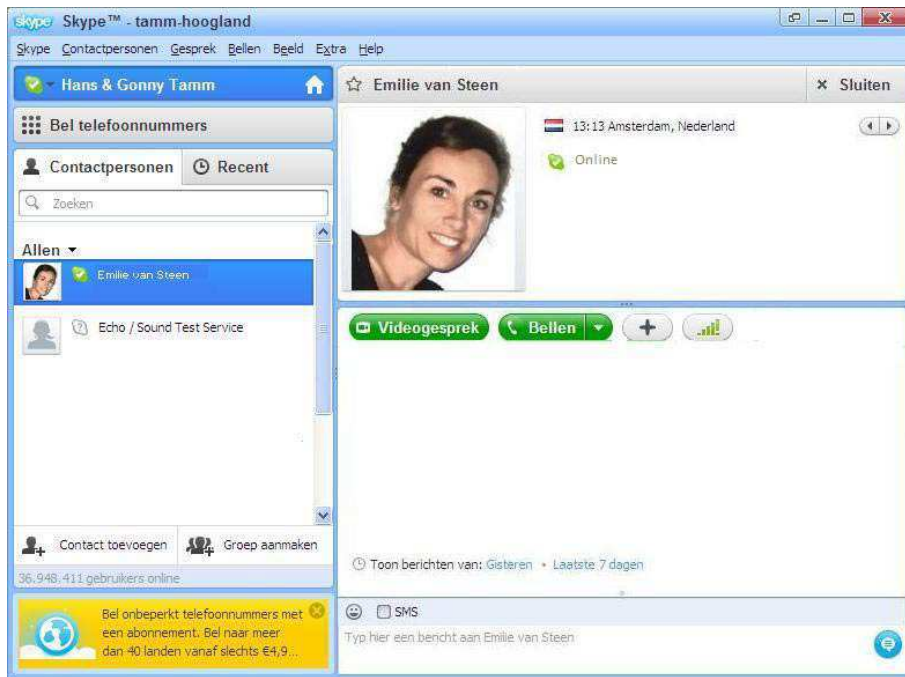 skype Skype™ - tamm-hoogland
Skype Contactpersonen Gesprek Bellen Beeld Extra Help
Hans & Gonny Tamm
Bel telefoonnummers
Contactpersonen Recent
Zoeken
Allen
Emilie van Steen
Echo / Sound Test Service
Contact toevoegen Groep aanmaken
36.948.411 gebruikers online
Bel onbeperkt telefoonnummers met
een abonnement. Bel naar meer
dan 40 landen vanaf slechts €4,9...
Emilie van Steen Sluiten
13:13 Amsterdam, Nederland
Online
Videogesprek Bellen
Toon berichten van: Gisteren • Laatste 7 dagen
SMS
Typ hier een bericht aan Emilie van Steen